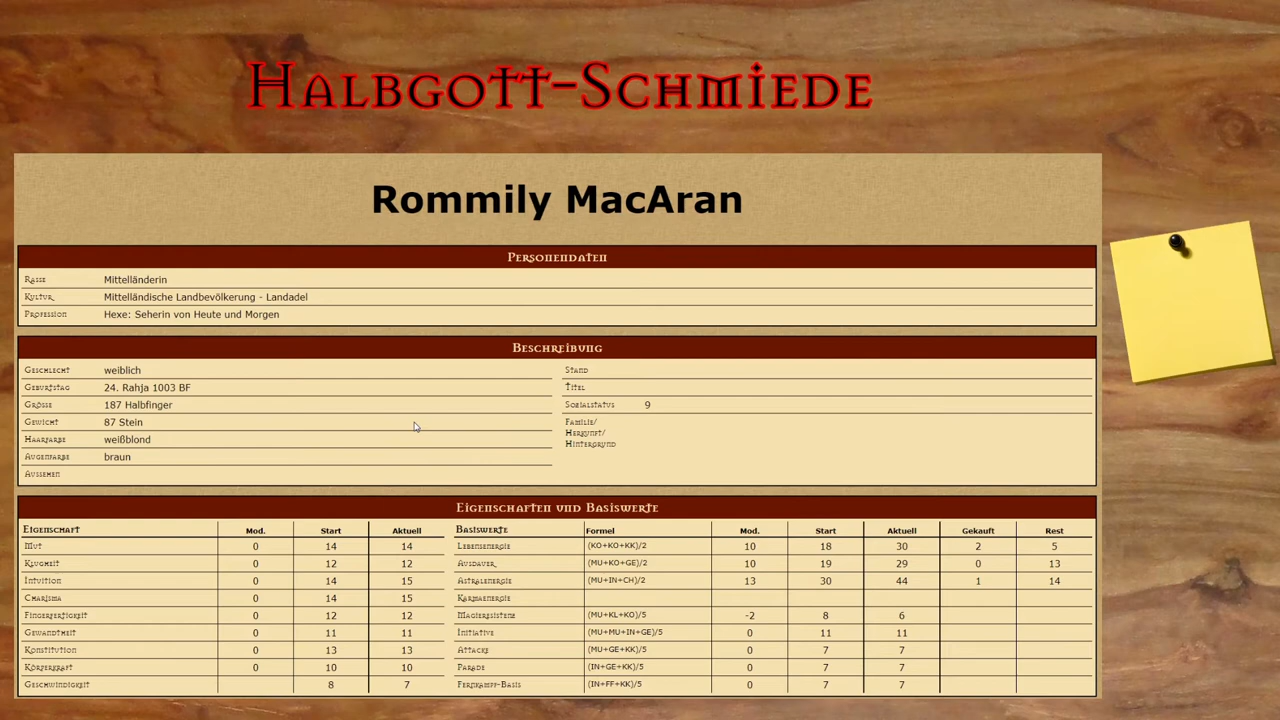 Halbgott-Schmiede
Rommily MacAran
Personendaten
Rasse Mittelländerin
Kultur Mittelländische Landbevölkerung - Landadel
Profession Hexe: Seherin von Heute und Morgen
Beschreibung
Geschlecht weiblich Stand
Geburtstag 24. Rahja 1003 BF Titel
Grösse 187 Halbfinger Sozialstatus 9
Gewicht 87 Stein Familie/
Herkunft/
Haarfarbe weißblond Hintergrund
Augenfarbe braun
Aussehen
Eigenschaften und Basiswerte
Eigenschaft Mod. Start Aktuell Basiswerte Formel Mod. Start Aktuell Gekauft Rest
Mut 0 14 14 Lebensenergie (KO+KO+KK)/2 10 18 30 2 5
Klugheit 0 12 12 Ausdauer (MU+KO+GE)/2 10 19 29 0 13
Intuition 0 14 15 Astralenergie (MU+IN+CH)/2 13 30 44 1 14
Charisma 0 14 15 Karmaenergie
Fingerfertigkeit 0 12 12 Magieresistenz (MU+KL+KO)/5 -2 8 6
Gewandtheit 0 11 11 Initiative (MU+MU+IN+GE)/5 0 11 11
Konstitution 0 13 13 Attacke (MU+GE+KK)/5 0 7 7
Körperkraft 0 10 10 Parade (IN+GE+KK)/5 0 7 7
Geschwindigkeit 8 7 Fernkampf-Basis (IN+FF+KK)/5 0 7 7